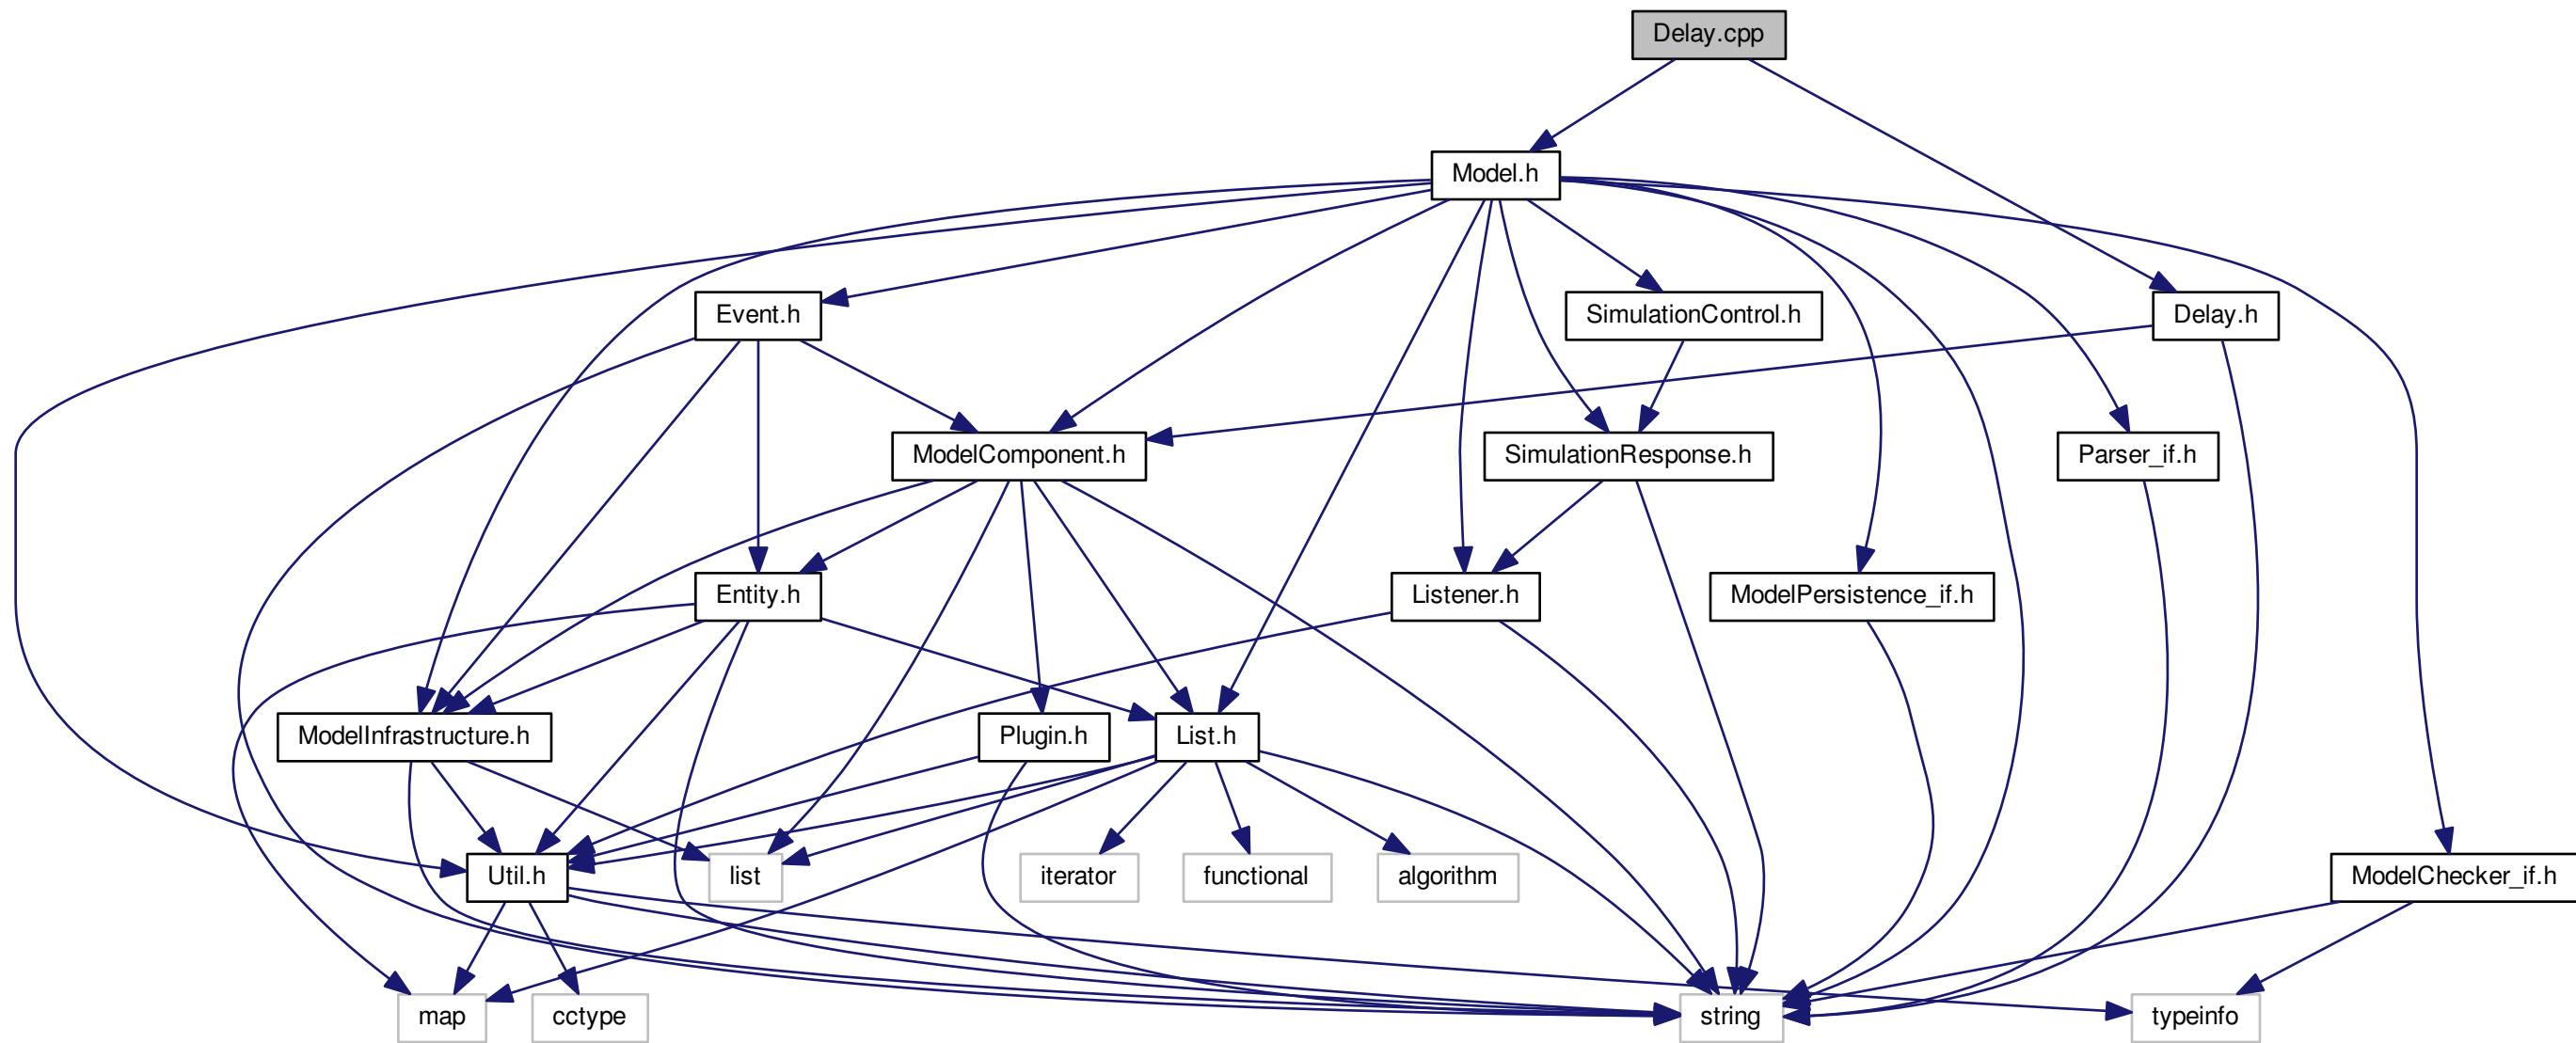 Delay.cpp
Model.h
Event.h
SimulationControl.h
Delay.h
ModelComponent.h
SimulationResponse.h
Parser_if.h
Entity.h
Listener.h
ModelPersistence_if.h
ModelInfrastructure.h
Plugin.h
List.h
Util.h
list
iterator
functional
algorithm
ModelChecker_if.h
map
cctype
string
typeinfo